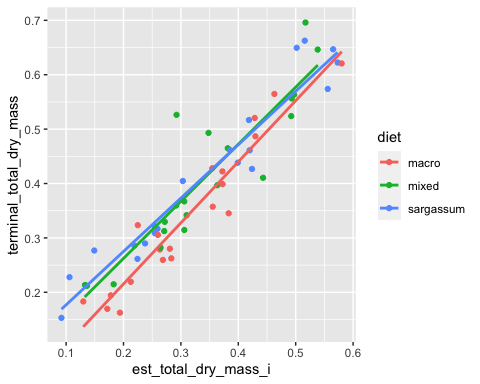 0.7
0.6
0.5
0.4
0.3
0.2
terminal_total_dry_mass
0.1 0.2 0.3 0.4 0.5 0.6
est_total_dry_mass_i
diet
macro
mixed
sargassum